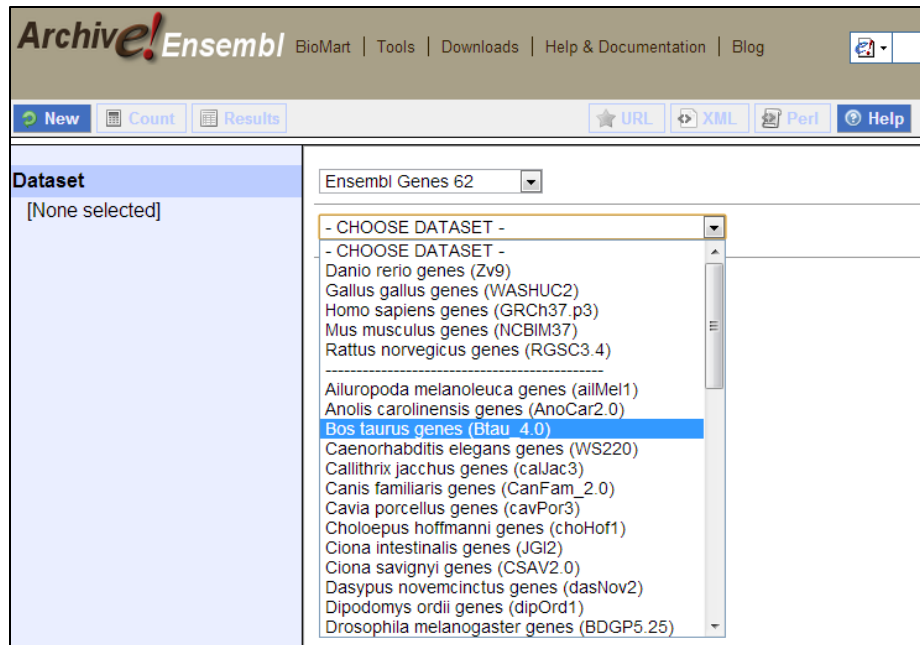 Archive! Ensembl BioMart | Tools | Downloads | Help & Documentation | Blog e!
New Count Results URL XML Perl Help
Dataset
[None selected]
Ensembl Genes 62
- CHOOSE DATASET -
- CHOOSE DATASET -
Danio rerio genes (Zv9)
Gallus gallus genes (WASHUC2)
Homo sapiens genes (GRCh37.p3)
Mus musculus genes (NCBIM37)
Rattus norvegicus genes (RGSC3.4)
---------------------------------------------
Ailuropoda melanoleuca genes (ailMel1)
Anolis carolinensis genes (AnoCar2.0)
Bos taurus genes (Btau_4.0)
Caenorhabditis elegans genes (WS220)
Callithrix jacchus genes (calJac3)
Canis familiaris genes (CanFam_2.0)
Cavia porcellus genes (cavPor3)
Choloepus hoffmanni genes (choHof1)
Ciona intestinalis genes (JGI2)
Ciona savignyi genes (CSAV2.0)
Dasypus novemcinctus genes (dasNov2)
Dipodomys ordii genes (dipOrd1)
Drosophila melanogaster genes (BDGP5.25)